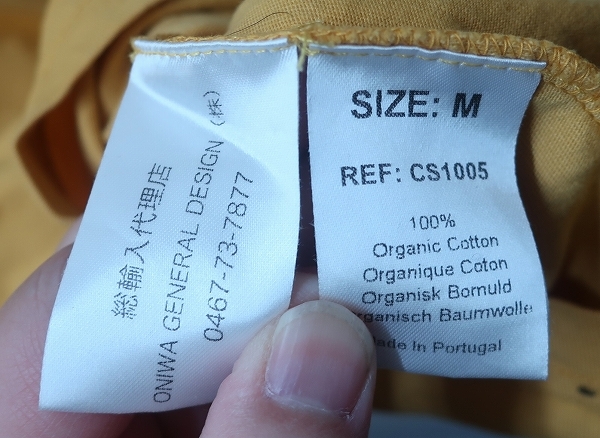 総輸入代理店
ONIWA GENERAL DESIGN (株)
0467-73-7877
SIZE: M
REF: CS1005
100%
Organic Cotton
Organique Coton
Organisk Bornuld
rganisch Baumwolle
ade In Portugal